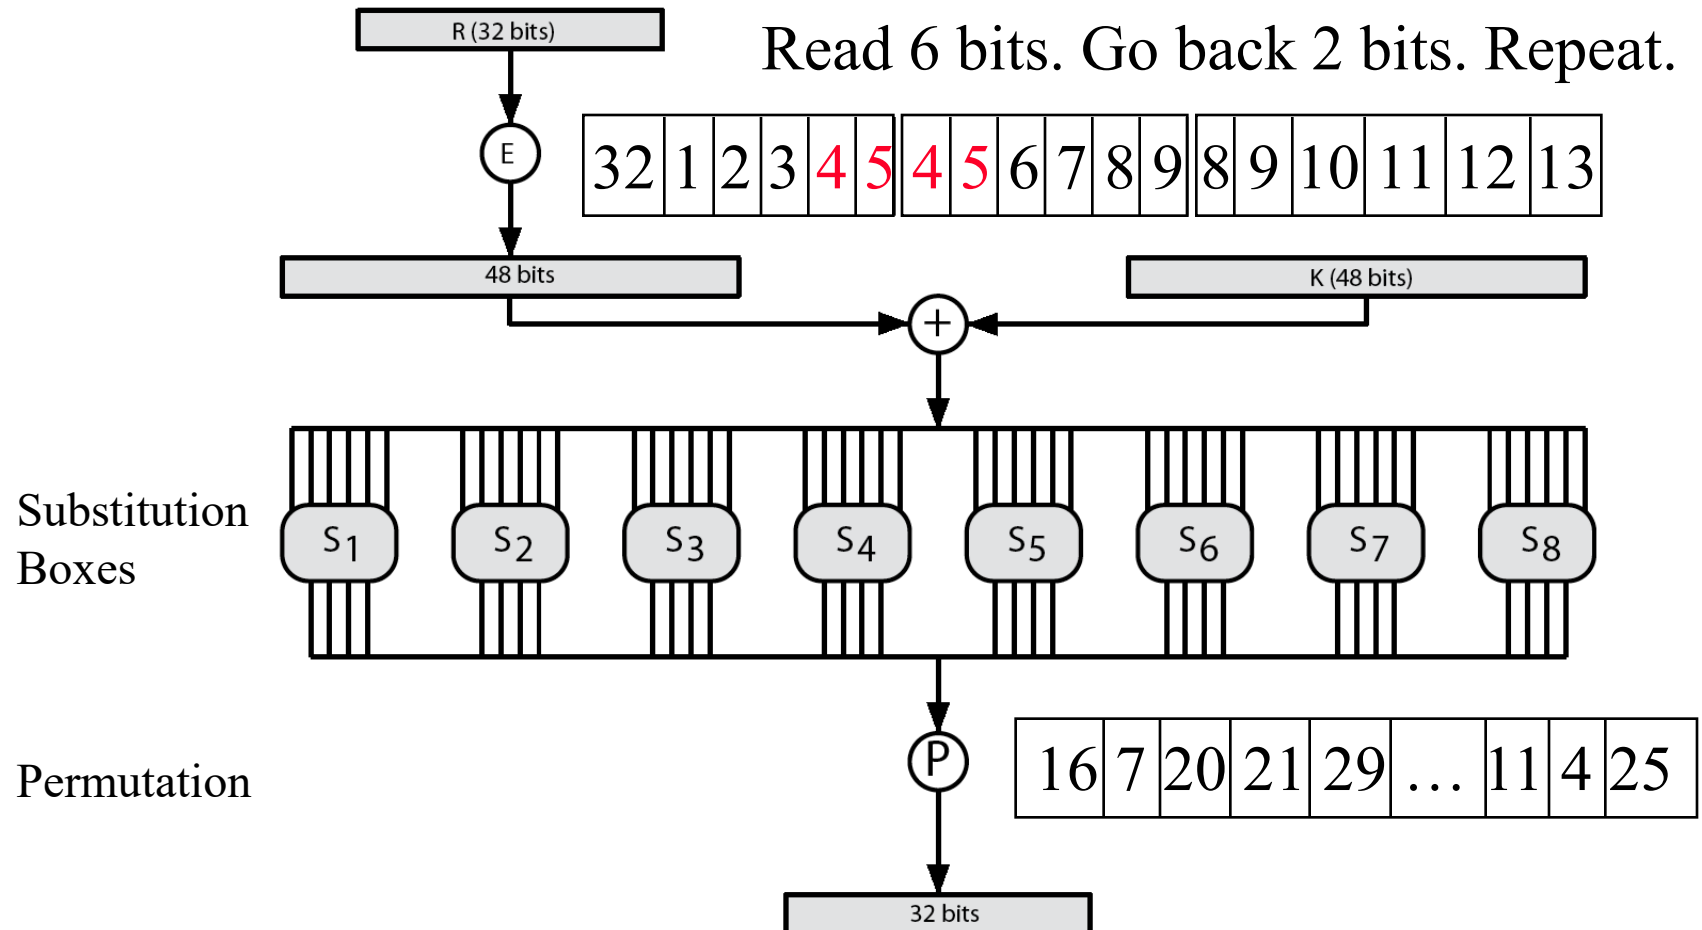 R (32 bits)
Read 6 bits. Go back 2 bits. Repeat.
E
32 1 2 3 4 5 4 5 6 7 8 9 8 9 10 11 12 13
48 bits
K (48 bits)
+
Substitution
Boxes
S1 S2 S3 S4 S5 S6 S7 S8
Permutation
P
16 7 20 21 29 ... 11 4 25
32 bits